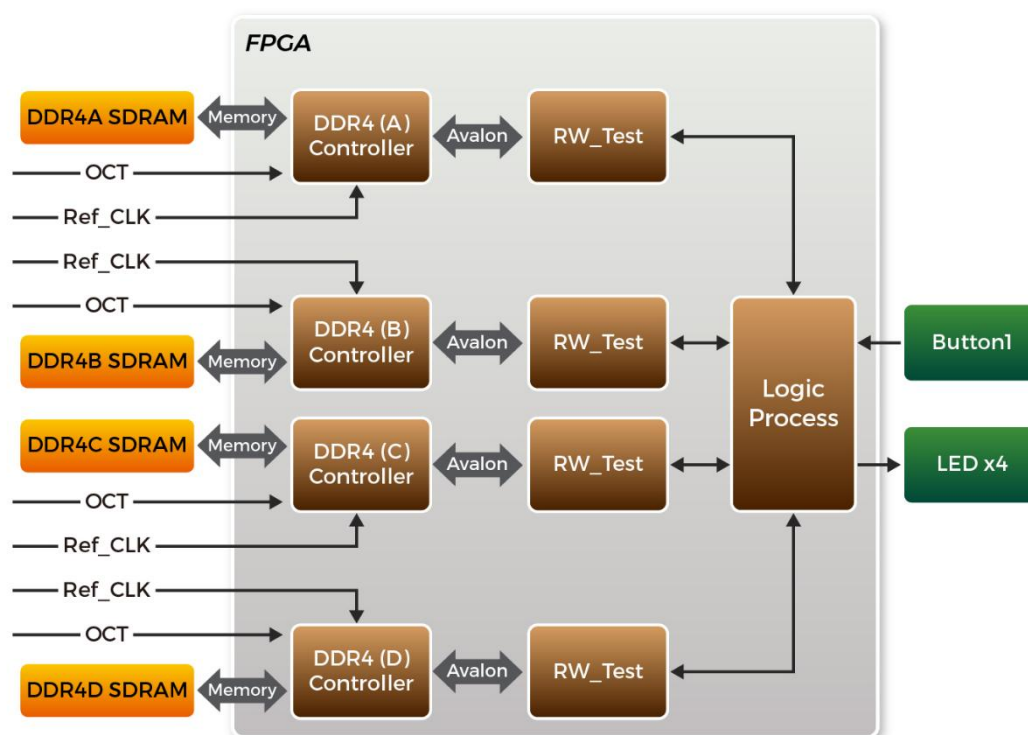 FPGA
DDR4A SDRAM
Memory
DDR4 (A)
Controller
Avalon
RW_Test
OCT
Ref_CLK
Ref_CLK
OCT
DDR4 (B)
Controller
Avalon
RW_Test
DDR4B SDRAM
Memory
Logic
Process
Button1
DDR4C SDRAM
Memory
DDR4 (C)
Controller
Avalon
RW_Test
LED x4
OCT
Ref_CLK
Ref_CLK
OCT
DDR4 (D)
Controller
Avalon
RW_Test
DDR4D SDRAM
Memory